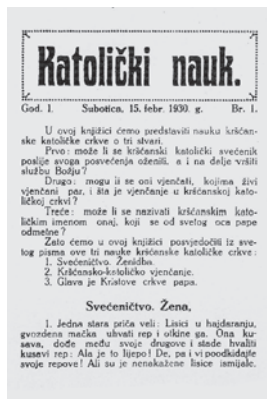 Katolički nauk.
God. I. Subotica, 15. febr. 1930. g. Br. 1.
U ovoj knjižici ćemo predstaviti nauku kršćan-
ske katoličke crkve o tri stvari.
Prvo: može li se kršćanski katolički svećenik
poslije svoga posvećenja oženiti, a i na delje vršiti
službu Božju?
Drugo: mogu li se oni vjenčati, kojima živi
vjenčani par, i šta je vjenčanje u kršćanskoj kato-
ličkoj crkvi?
Treće: može li se nazivati kršćanskim kato-
ličkim imenom onaj, koji se od svetog oca pape
odmetne?
Zato ćemo u ovoj knjižici posvjedočiti iz sve-
tog pisma ove tri nauke kršćanske katoličke crkve:
1. Svećeničtvo. Ženidba.
2. Kršćansko-katoličko vjenčanje.
3. Glava je Kristove crkve papa.
Svećeničtvo. Žena,
1. Jedna stara priča veli: Lisici u hajdaranju,
gvozdena mačka uhvati rep i otkine ga. Ona ku-
sava, dođe među svoje drugove i stade hvaliti
kusavi rep: Ala je to lijepo! De, pa i vi poodkidajte
svoje repove! Ali su je nenakažene lisice ismijale.